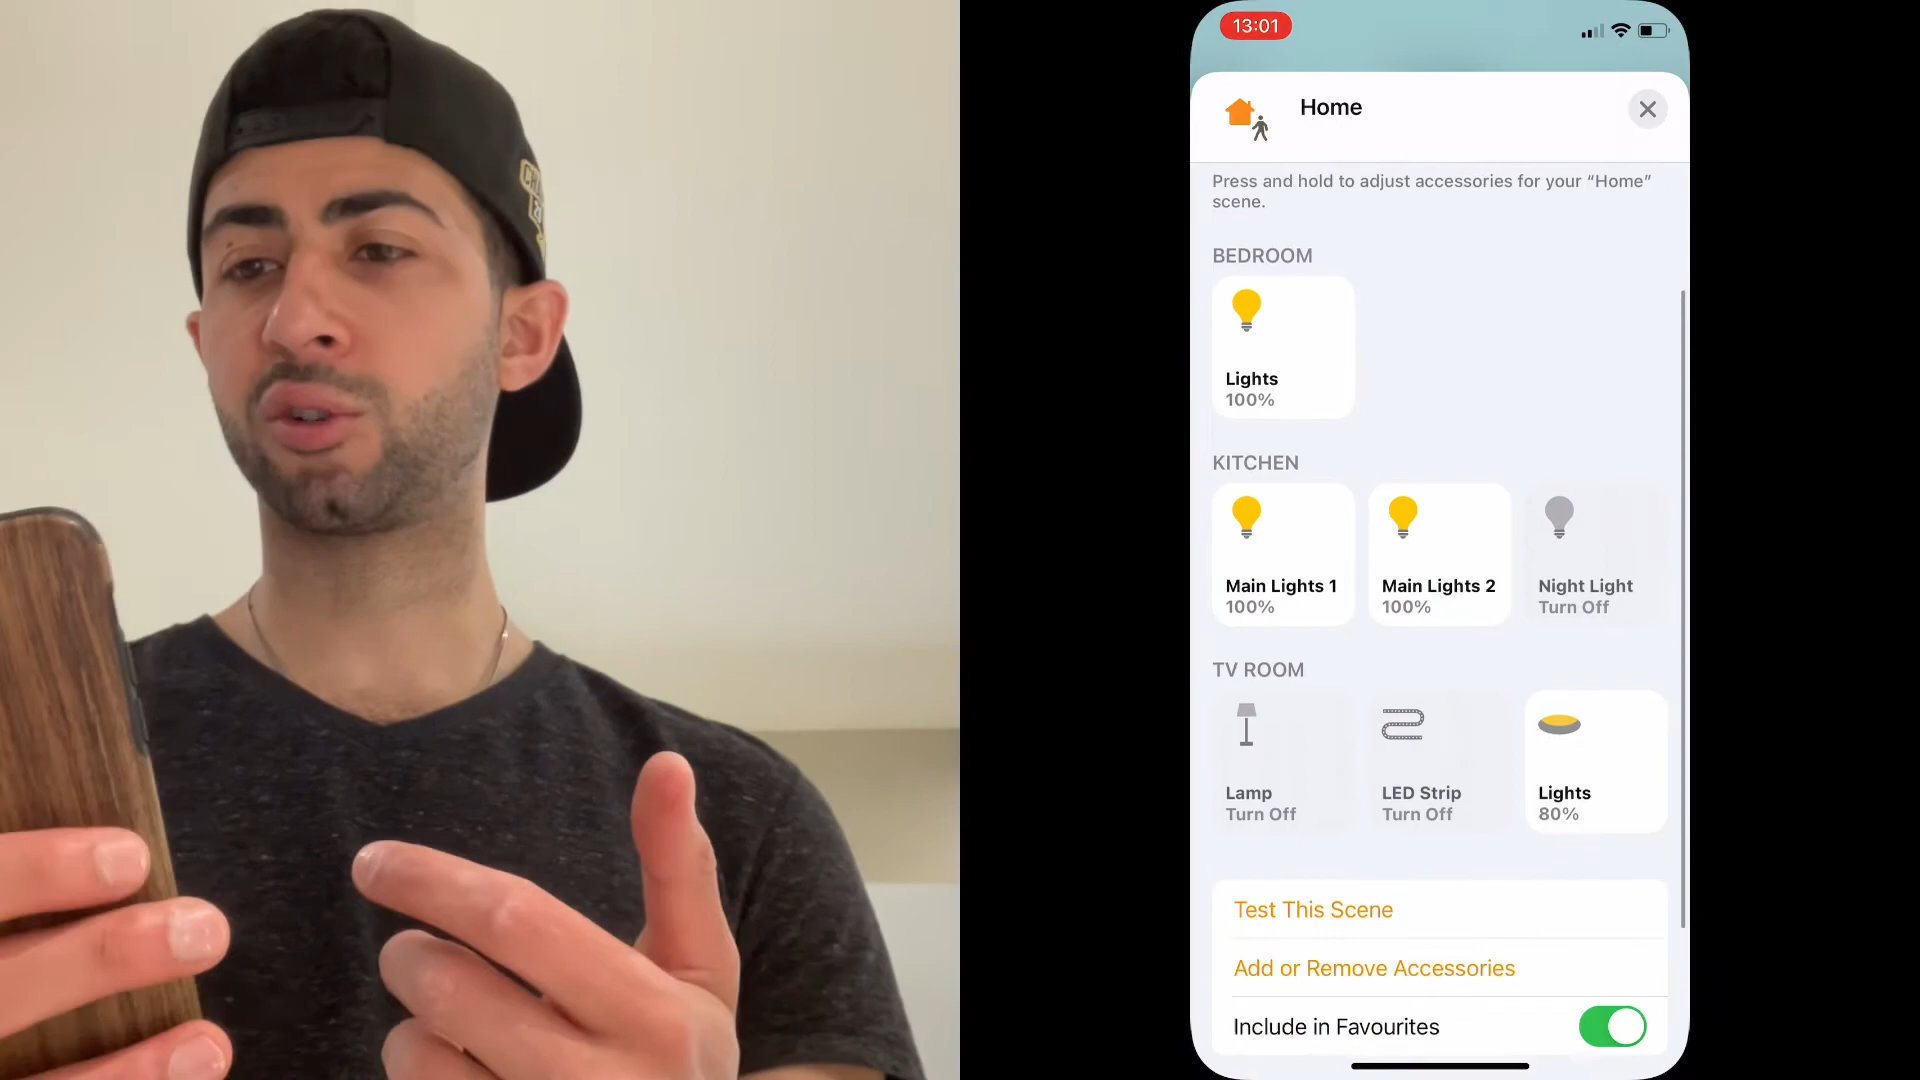 13:01
Home
Press and hold to adjust accessories for your “Home”
scene.
BEDROOM
Lights
100%
KITCHEN
Main Lights 1
100%
Main Lights 2
100%
Night Light
Turn Off
TV ROOM
Lamp
Turn Off
LED Strip
Turn Off
Lights
80%
Test This Scene
Add or Remove Accessories
Include in Favourites